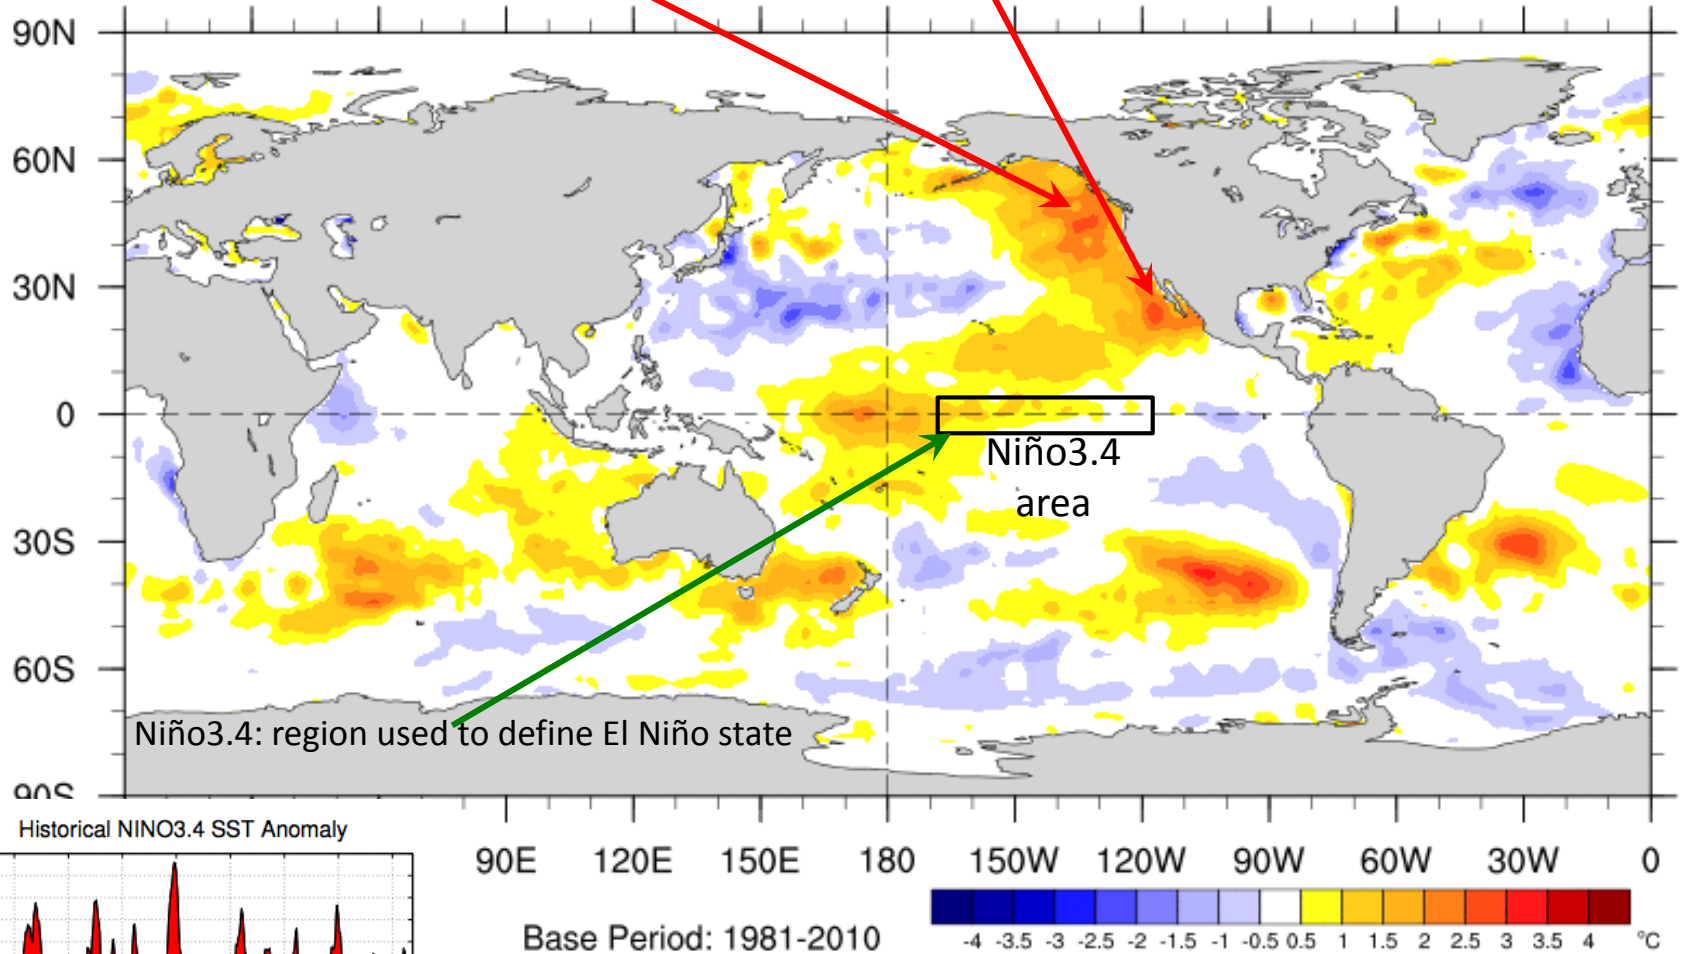 90N
60N
30N
0
30S
60S
90S
Niño3.4
area
Niño3.4: region used to define El Niño state
Historical NINO3.4 SST Anomaly
90E 120E 150E 180 150W 120W 90W 60W 30W 0
Base Period: 1981-2010
-4 -3.5 -3 -2.5 -2 -1.5 -1 -0.5 0.5 1 1.5 2 2.5 3 3.5 4 °C